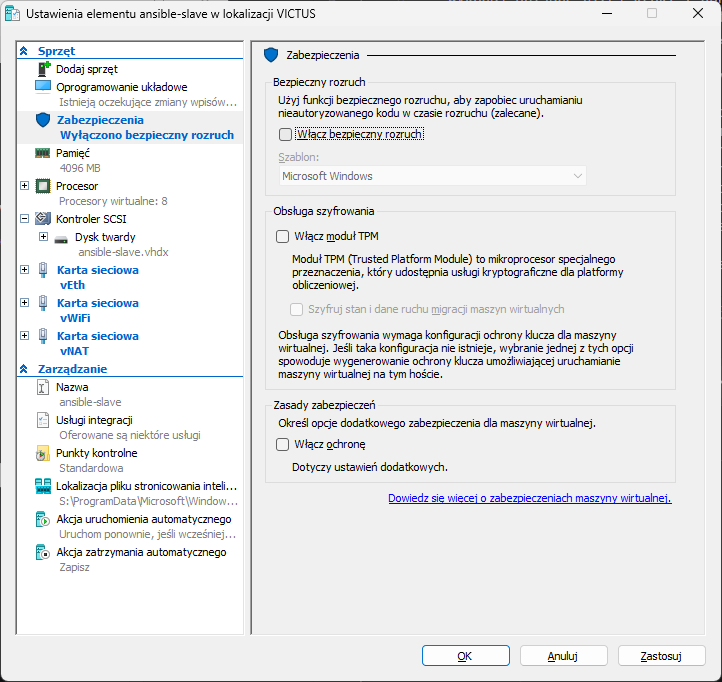 Ustawienia elementu ansible-slave w lokalizacji VICTUS
Sprzęt
Dodaj sprzęt
Oprogramowanie układowe
Istnieją oczekujące zmiany wpisów...
Zabezpieczenia
Wyłączono bezpieczny rozruch
Pamięć
4096 MB
Procesor
Procesory wirtualne: 8
Kontroler SCSI
Dysk twardy
ansible-slave.vhdx
Karta sieciowa
vEth
Karta sieciowa
vWiFi
Karta sieciowa
vNAT
Zarządzanie
Nazwa
ansible-slave
Usługi integracji
Oferowane są niektóre usługi
Punkty kontrolne
Standardowa
Lokalizacja pliku stronicowania inteli...
S:\ProgramData\Microsoft\Window...
Akcja uruchomienia automatycznego
Uruchom ponownie, jeśli wcześniej...
Akcja zatrzymania automatycznego
Zapisz
Zabezpieczenia
Bezpieczny rozruch
Użyj funkcji bezpiecznego rozruchu, aby zapobiec uruchamianiu
nieautoryzowanego kodu w czasie rozruchu (zalecane).
Włącz bezpieczny rozruch
Szablon:
Microsoft Windows
Obsługa szyfrowania
Włącz moduł TPM
Moduł TPM (Trusted Platform Module) to mikroprocesor specjalnego
przeznaczenia, który udostępnia usługi kryptograficzne dla platformy
obliczeniowej.
Szyfruj stan i dane ruchu migracji maszyn wirtualnych
Obsługa szyfrowania wymaga konfiguracji ochrony klucza dla maszyny
wirtualnej. Jeśli taka konfiguracja nie istnieje, wybranie jednej z tych opcji
spowoduje wygenerowanie ochrony klucza umożliwiającej uruchamianie
maszyny wirtualnej na tym hoście.
Zasady zabezpieczeń
Określ opcje dodatkowego zabezpieczenia dla maszyny wirtualnej.
Włącz ochronę
Dotyczy ustawień dodatkowych.
Dowiedz się więcej o zabezpieczeniach maszyny wirtualnej.
OK
Anuluj
Zastosuj